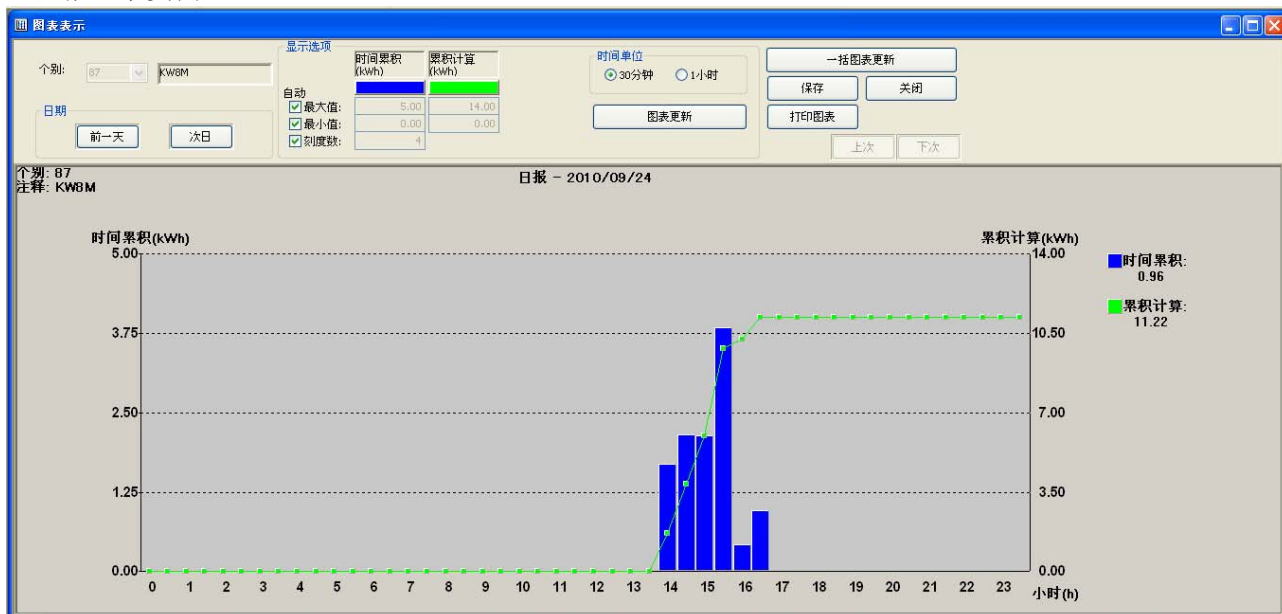 图表表示
个别:
87
KW8M
日期
前一天
次日
显示选项
时间累积
(kWh)
累积计算
(kWh)
自动
最大值:
5.00
14.00
最小值:
0.00
0.00
刻度数:
4
时间单位
30分钟
1小时
图表更新
一括图表更新
保存
关闭
打印图表
上次
下次
个别: 87
注释: KW8M
日报 - 2010/09/24
时间累积(kWh)
累积计算(kWh)
5.00
3.75
2.50
1.25
0.00
14.00
10.50
7.00
3.50
0.00
时间累积:
0.96
累积计算:
11.22
0 1 2 3 4 5 6 7 8 9 10 11 12 13 14 15 16 17 18 19 20 21 22 23
小时(h)